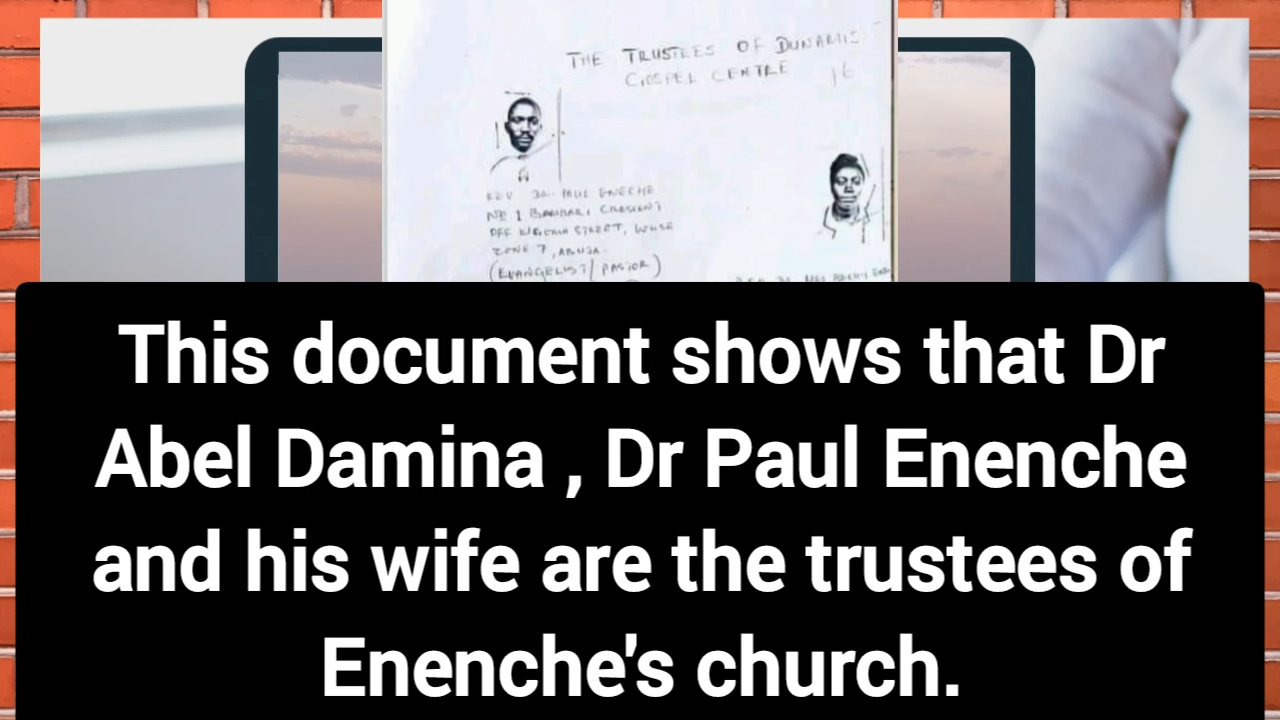 THE TRUSTEES OF DUNAMIS
GOSPEL CENTRE
REV DR. PAUL ENECHE
NO 1 BAMBARI CRESCENT
OFF KIGOMA STREET, WUSE
ZONE 7, ABUJA.
(EVANGELIST/PASTOR)
This document shows that Dr
Abel Damina , Dr Paul Enenche
and his wife are the trustees of
Enenche's church.